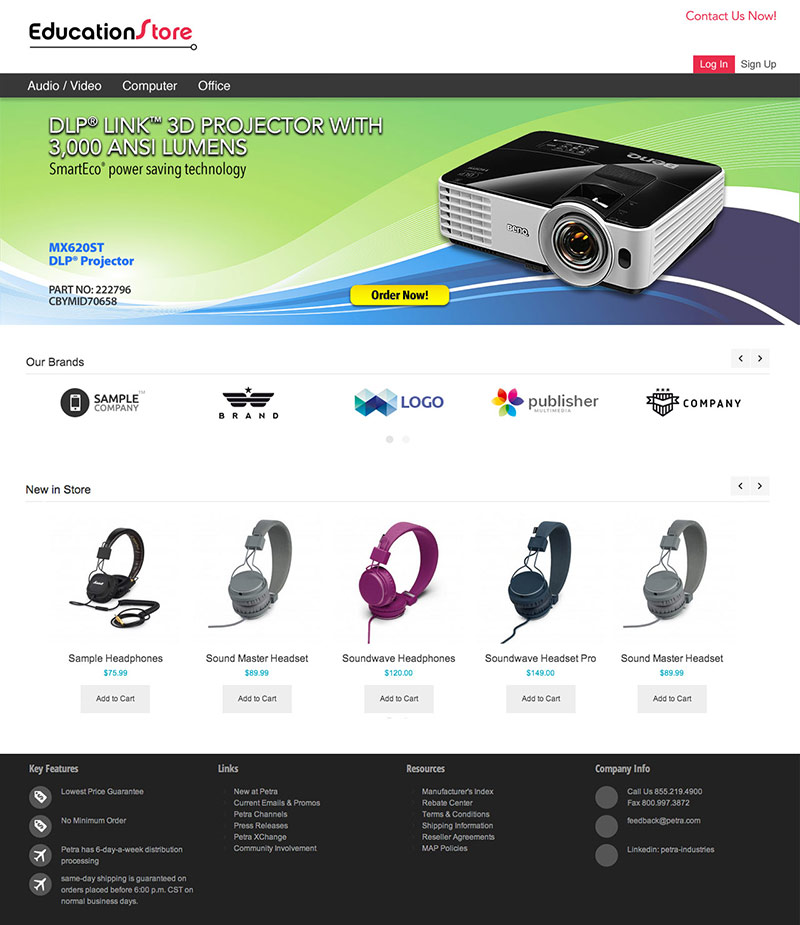 EducationStore
Contact Us Now!
Log In Sign Up
Audio / Video Computer Office
DLP® LINK™ 3D PROJECTOR WITH
3,000 ANSI LUMENS
SmartEco® power saving technology
BenQ
BenQ
MX620ST
DLP® Projector
PART NO: 222796
CBYMID70658
Order Now!
Our Brands
SAMPLE COMPANY™
BRAND
LOGO
publisher MULTIMEDIA
COMPANY
New in Store
Sample Headphones
$75.99
Add to Cart
Sound Master Headset
$89.99
Add to Cart
Soundwave Headphones
$120.00
Add to Cart
Soundwave Headset Pro
$149.00
Add to Cart
Sound Master Headset
$89.99
Add to Cart
Key Features
Lowest Price Guarantee
No Minimum Order
Petra has 6-day-a-week distribution
processing
same-day shipping is guaranteed on
orders placed before 6:00 p.m. CST on
normal business days.
Links
New at Petra
Current Emails & Promos
Petra Channels
Press Releases
Petra XChange
Community Involvement
Resources
Manufacturer's Index
Rebate Center
Terms & Conditions
Shipping Information
Reseller Agreements
MAP Policies
Company Info
Call Us 855.219.4900
Fax 800.997.3872
feedback@petra.com
Linkedin: petra-industries